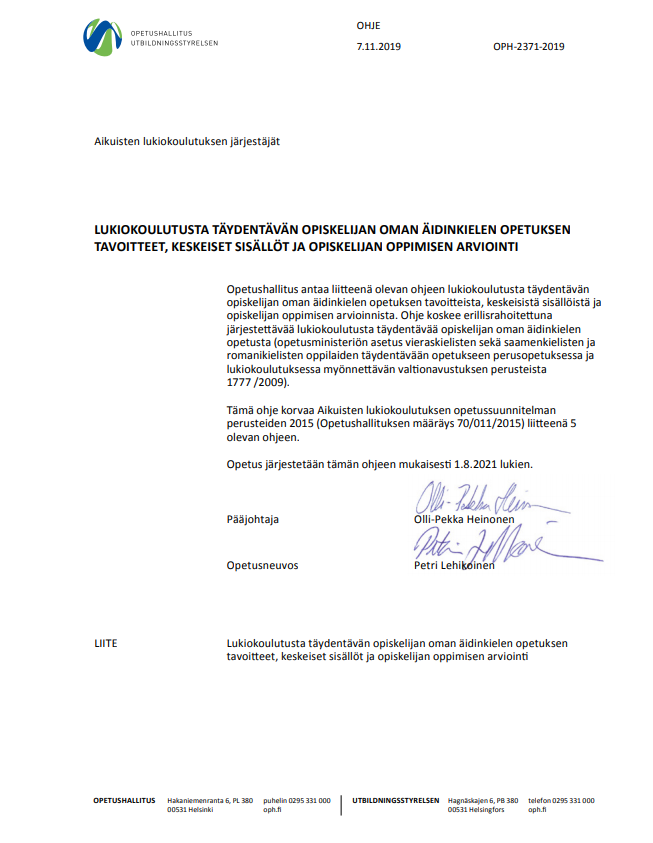 OPETUSHALLITUS
UTBILDNINGSSTYRELSEN
OHJE
7.11.2019 OPH-2371-2019
Aikuisten lukiokoulutuksen järjestäjät
LUKIOKOULUTUSTA TÄYDENTÄVÄN OPISKELIJAN OMAN ÄIDINKIELEN OPETUKSEN
TAVOITTEET, KESKEISET SISÄLLÖT JA OPISKELIJAN OPPIMISEN ARVIOINTI
Opetushallitus antaa liitteenä olevan ohjeen lukiokoulutusta täydentävän
opiskelijan oman äidinkielen opetuksen tavoitteista, keskeisistä sisällöistä ja
opiskelijan oppimisen arvioinnista. Ohje koskee erillisrahoitettuna
järjestettävää lukiokoulutusta täydentävää opiskelijan oman äidinkielen
opetusta (opetusministeriön asetus vieraskielisten sekä saamenkielisten ja
romanikielisten oppilaiden täydentävään opetukseen perusopetuksessa ja
lukiokoulutuksessa myönnettävän valtionavustuksen perusteista
1777 /2009).
Tämä ohje korvaa Aikuisten lukiokoulutuksen opetussuunnitelman
perusteiden 2015 (Opetushallituksen määräys 70/011/2015) liitteenä 5
olevan ohjeen.
Opetus järjestetään tämän ohjeen mukaisesti 1.8.2021 lukien.
Pääjohtaja Olli-Pekka Heinonen
Opetusneuvos Petri Lehikoinen
LIITE Lukiokoulutusta täydentävän opiskelijan oman äidinkielen opetuksen
tavoitteet, keskeiset sisällöt ja opiskelijan oppimisen arviointi
OPETUSHALLITUS Hakaniemenranta 6, PL 380 puhelin 0295 331 000 UTBILDNINGSSTYRELSEN Hagnäskajen 6, PB 380 telefon 0295 331 000
00531 Helsinki oph.fi 00531 Helsingfors oph.fi